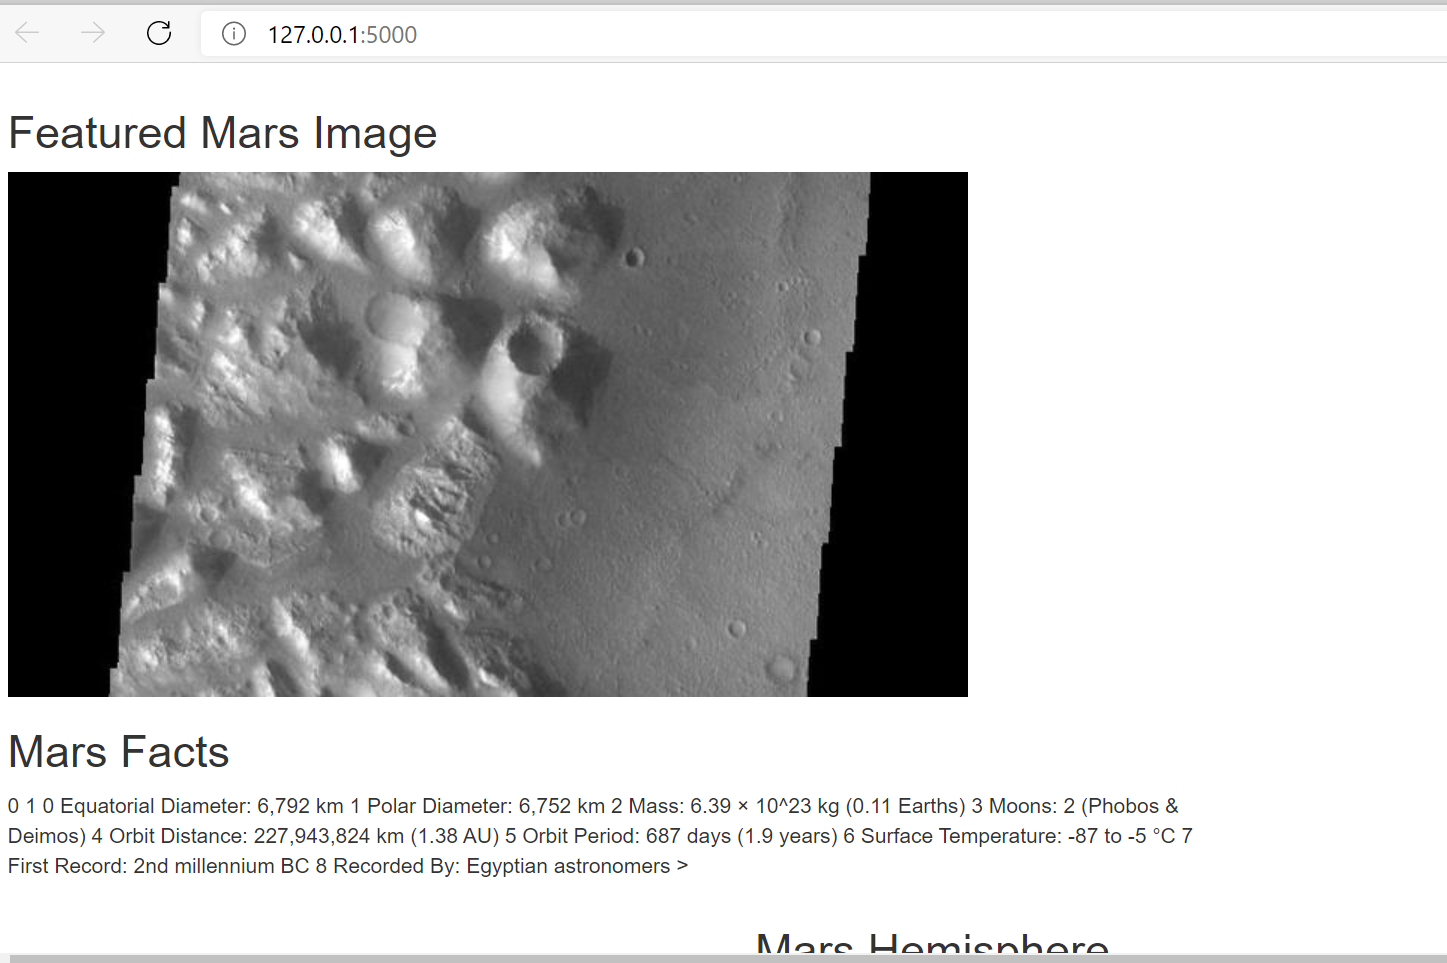 127.0.0.1:5000
Featured Mars Image
Mars Facts
0 1 0 Equatorial Diameter: 6,792 km 1 Polar Diameter: 6,752 km 2 Mass: 6.39 × 10^23 kg (0.11 Earths) 3 Moons: 2 (Phobos &
Deimos) 4 Orbit Distance: 227,943,824 km (1.38 AU) 5 Orbit Period: 687 days (1.9 years) 6 Surface Temperature: -87 to -5 °C 7
First Record: 2nd millennium BC 8 Recorded By: Egyptian astronomers >
Mars Hemisphere